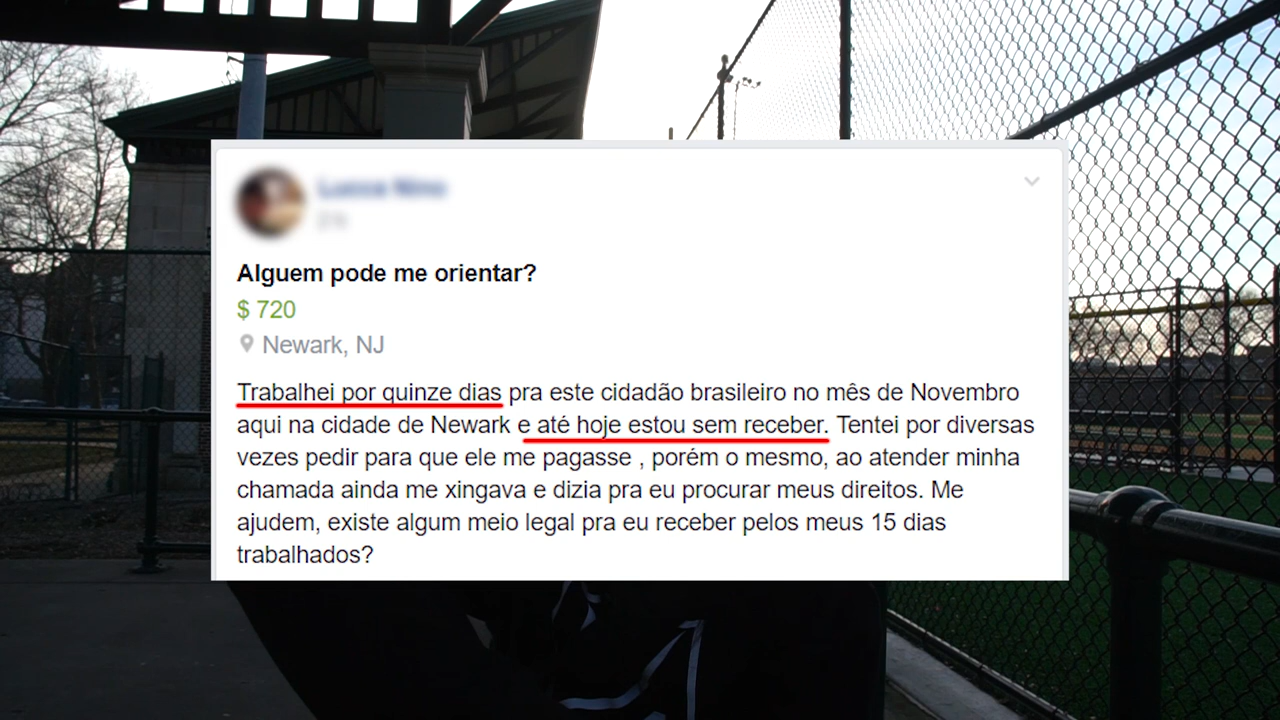 Alguem pode me orientar?
$ 720
Newark, NJ
Trabalhei por quinze dias pra este cidadão brasileiro no mês de Novembro
aqui na cidade de Newark e até hoje estou sem receber. Tentei por diversas
vezes pedir para que ele me pagasse , porém o mesmo, ao atender minha
chamada ainda me xingava e dizia pra eu procurar meus direitos. Me
ajudem, existe algum meio legal pra eu receber pelos meus 15 dias
trabalhados?